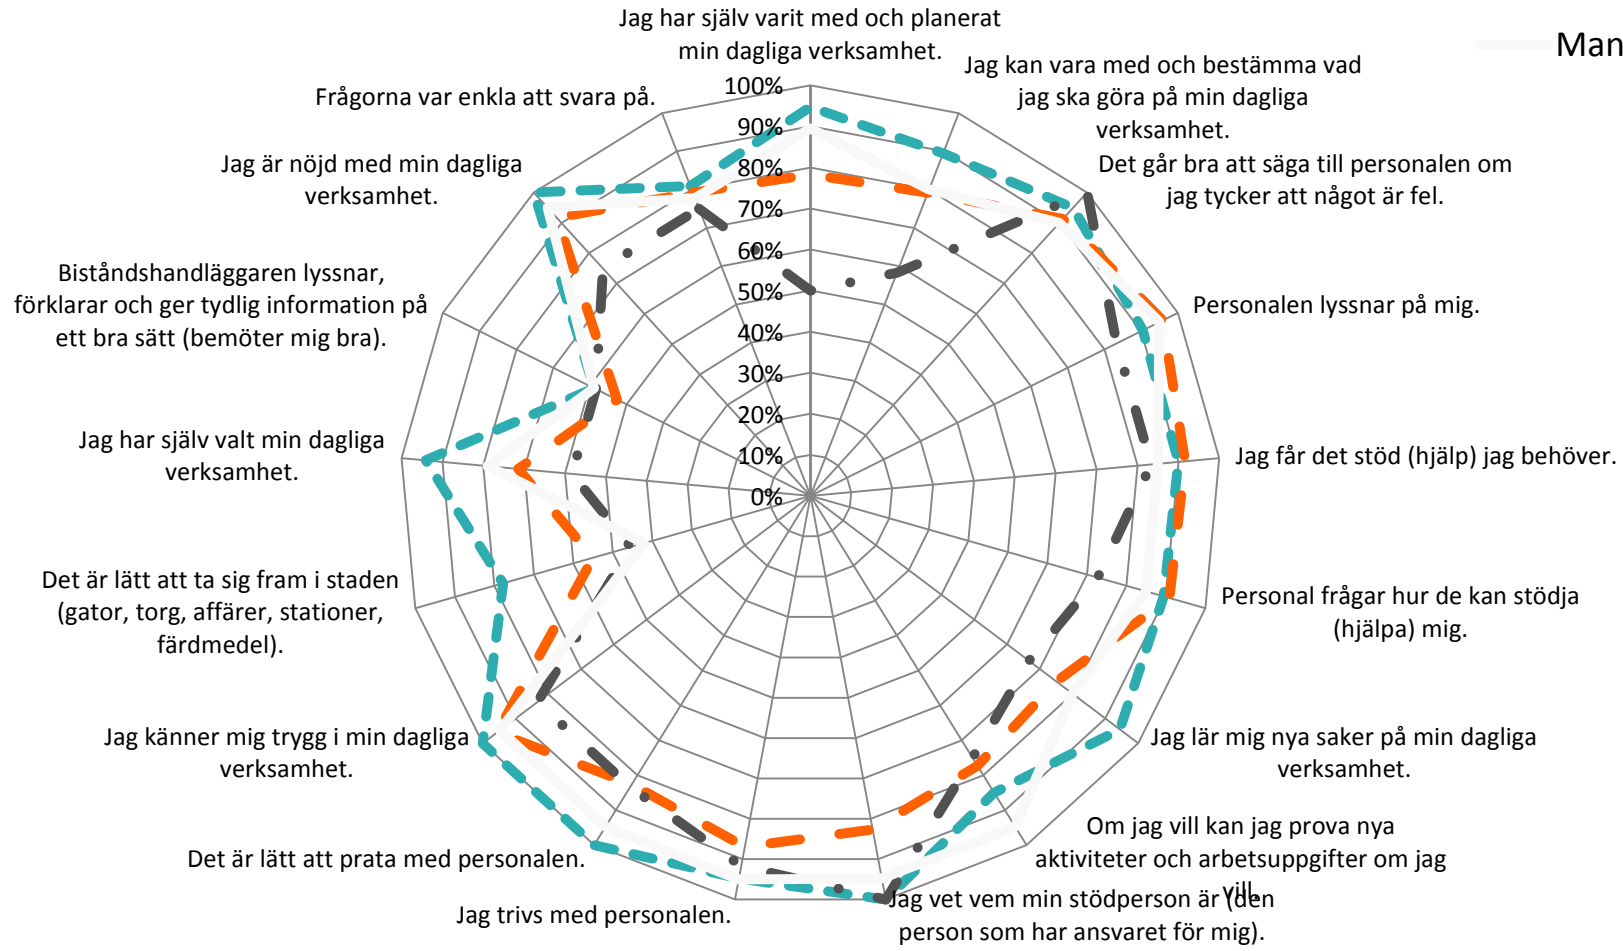 Jag har själv varit med och planerat
min dagliga verksamhet.
Man
Jag kan vara med och bestämma vad
jag ska göra på min dagliga
verksamhet.
Det går bra att säga till personalen om
jag tycker att något är fel.
Personalen lyssnar på mig.
Jag får det stöd (hjälp) jag behöver.
Personal frågar hur de kan stödja
(hjälpa) mig.
Jag lär mig nya saker på min dagliga
verksamhet.
Om jag vill kan jag prova nya
aktiviteter och arbetsuppgifter om jag
vill.
Jag vet vem min stödperson är (den
person som har ansvaret för mig).
Jag trivs med personalen.
Det är lätt att prata med personalen.
Jag känner mig trygg i min dagliga
verksamhet.
Det är lätt att ta sig fram i staden
(gator, torg, affärer, stationer,
färdmedel).
Jag har själv valt min dagliga
verksamhet.
Biståndshandläggaren lyssnar,
förklarar och ger tydlig information på
ett bra sätt (bemöter mig bra).
Jag är nöjd med min dagliga
verksamhet.
Frågorna var enkla att svara på.
100%
90%
80%
70%
60%
50%
40%
30%
20%
10%
0%